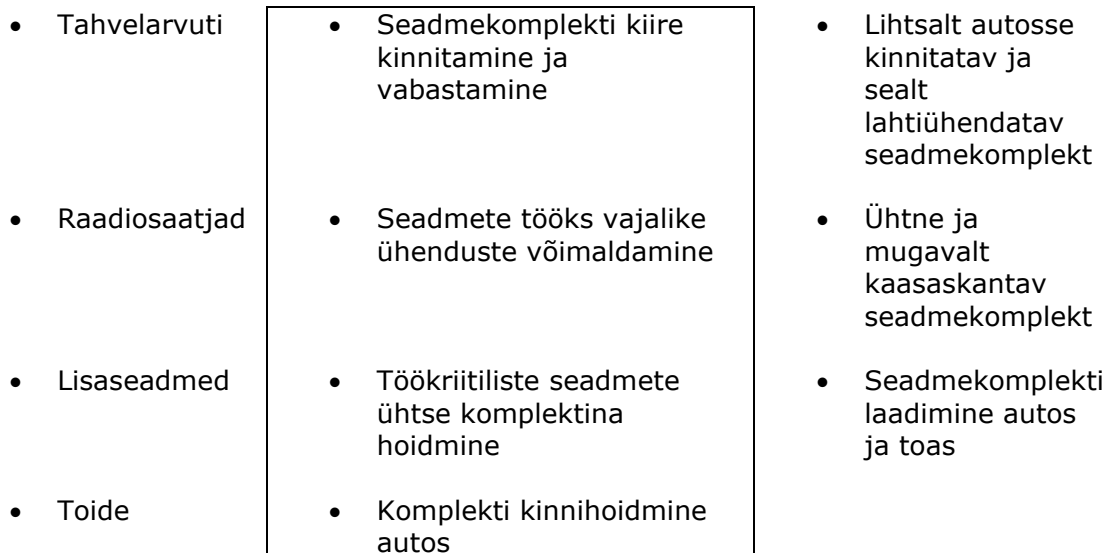 • Tahvelarvuti
• Seadmekomplekti kiire
kinnitamine ja
vabastamine
• Lihtsalt autosse
kinnitatav ja
sealt
lahtiühendatav
seadmekomplekt
• Raadiosaatjad
• Seadmete tööks vajalike
ühenduste võimaldamine
• Ühtne ja
mugavalt
kaasaskantav
seadmekomplekt
• Lisaseadmed
• Töökriitiliste seadmete
ühtse komplektina
hoidmine
• Seadmekomplekti
laadimine autos
ja toas
• Toide
• Komplekti kinnihoidmine
autos